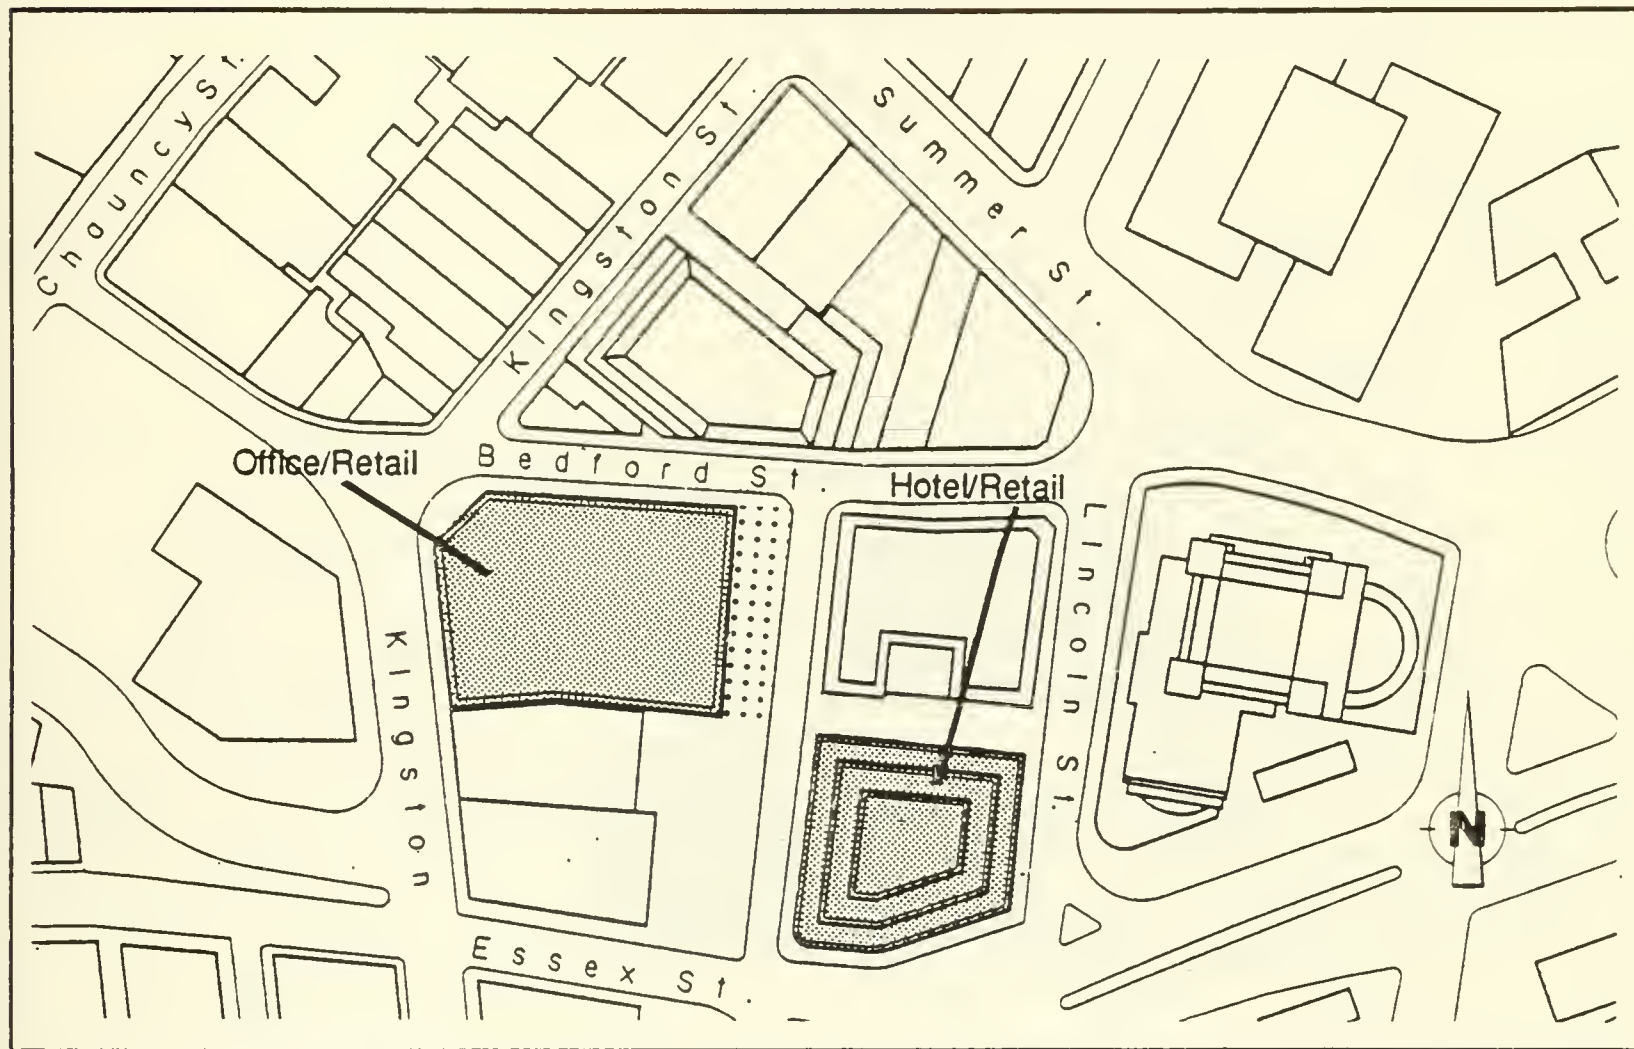 Chauncy St.
Kingston St.
Summer St.
Office/Retail
Bedford St.
Hotel/Retail
Lincoln St.
Kingston
N
Essex St.